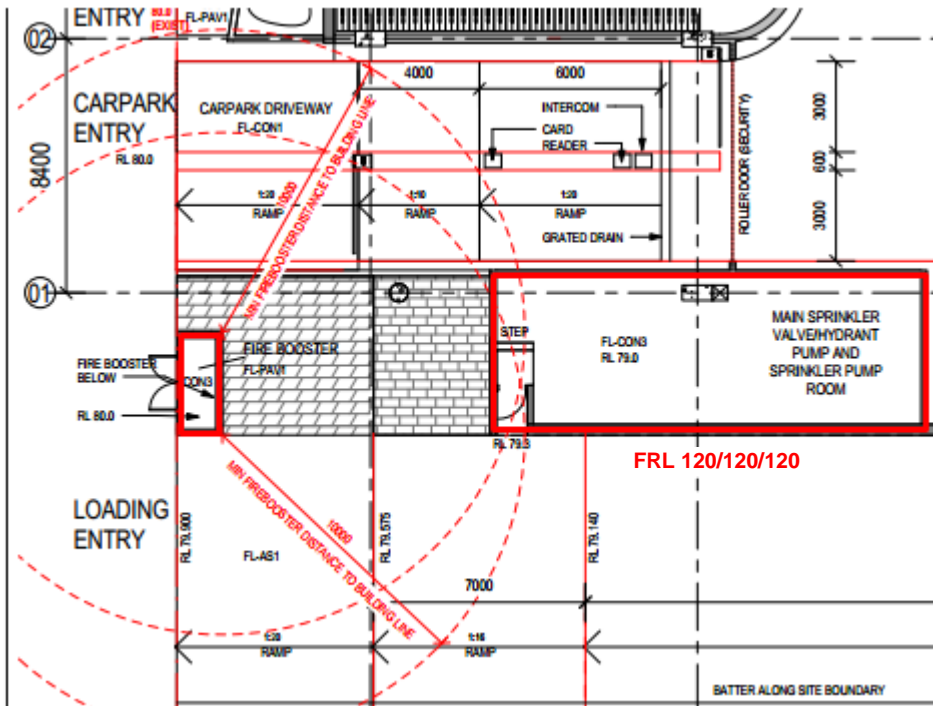 ENTRY
80.0
(EXIST)
FL-PAV1
02
CARPARK
ENTRY
RL 80.0
8400
CARPARK DRIVEWAY
FL-CON1
4000
6000
INTERCOM
CARD
READER
ROLLER DOOR (SECURITY)
3000
600
3000
1:20
RAMP
1:10
RAMP
1:20
RAMP
GRATED DRAIN
10000
MIN FIREBOOSTER DISTANCE TO BUILDING LINE
01
FIRE BOOSTER
BELOW
RL 80.0
CON3
FIRE BOOSTER
FL-PAV1
STEP
FL-CON3
RL 79.0
MAIN SPRINKLER
VALVE/HYDRANT
PUMP AND
SPRINKLER PUMP
ROOM
FRL 120/120/120
LOADING
ENTRY
RL 79.900
FL-AS1
10000
MIN FIREBOOSTER DISTANCE TO BUILDING LINE
RL 79.575
RL 79.140
7000
1:20
RAMP
RAMP
BATTER ALONG SITE BOUNDARY